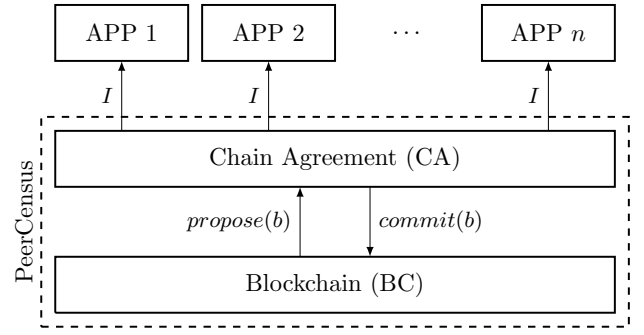 APP 1 APP 2 ··· APP n
I I I
Chain Agreement (CA)
propose(b) commit(b)
Blockchain (BC)
PeerCensus